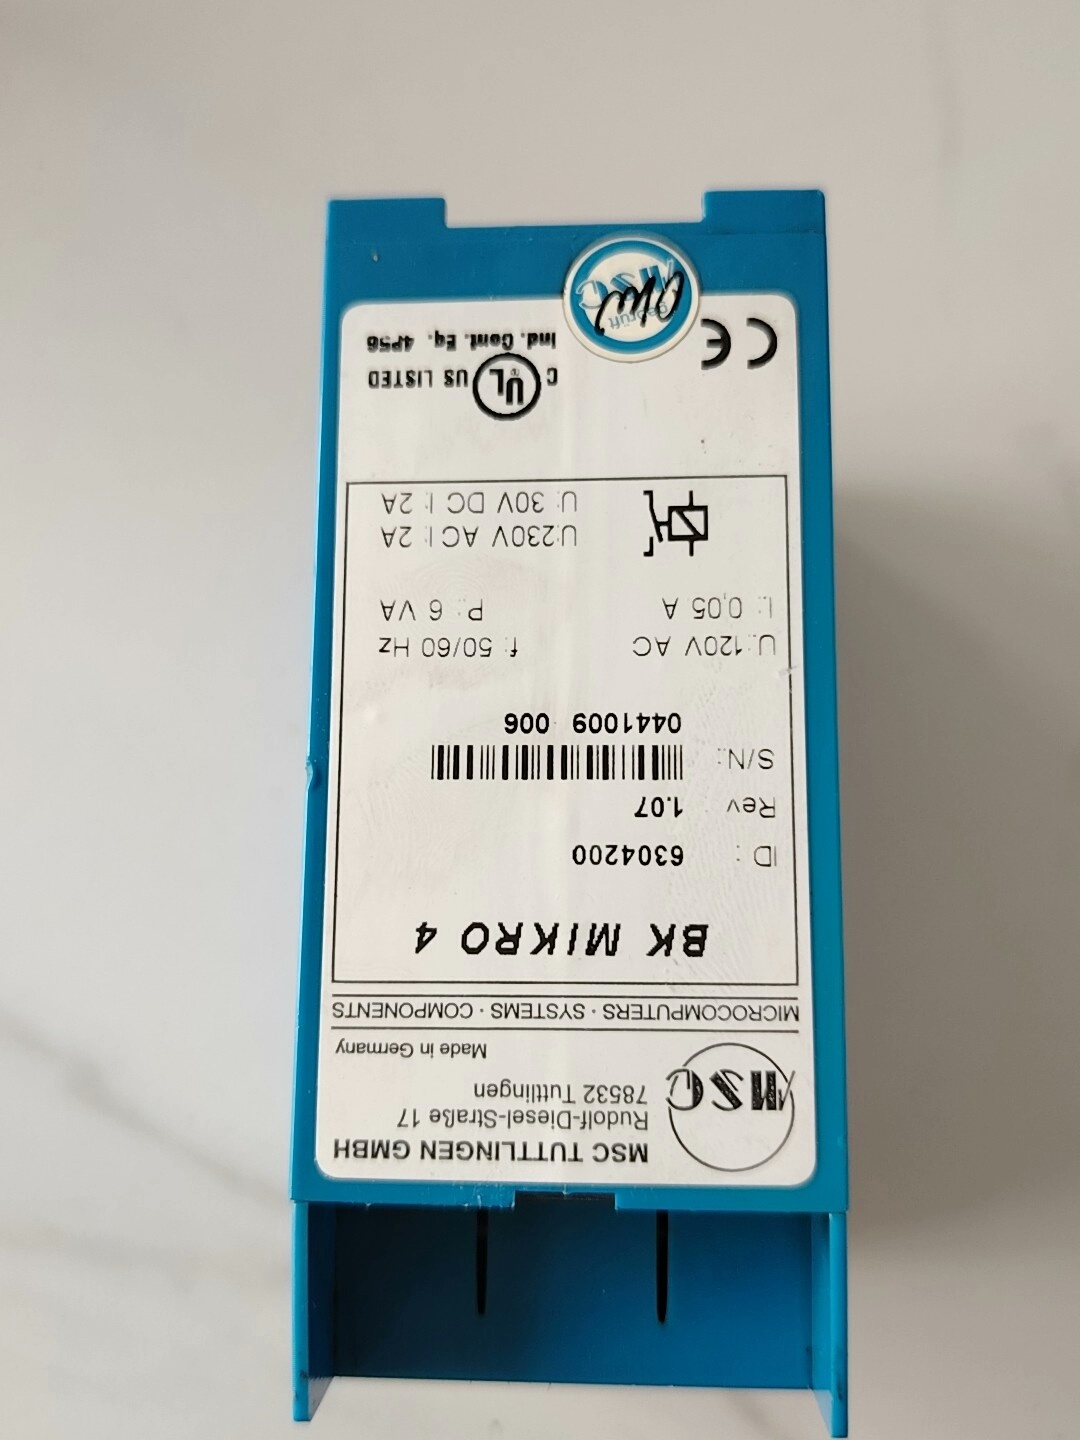 MSC
MSC TUTTLINGEN GMBH
Rudolf-Diesel-Straße 17
78532 Tuttlingen
Made in Germany
MICROCOMPUTERS · SYSTEMS · COMPONENTS
BK MIKRO 4
ID : 6304200
Rev 1.07
S/N.:
0441009 006
U.:120V AC f.: 50/60 Hz
I.: 0,05 A P.: 6 VA
U:230V AC I: 2A
U: 30V DC I: 2A
C UL ® US LISTED
Ind. Cont. Eq. 4P56
CE
geprüft
MSC